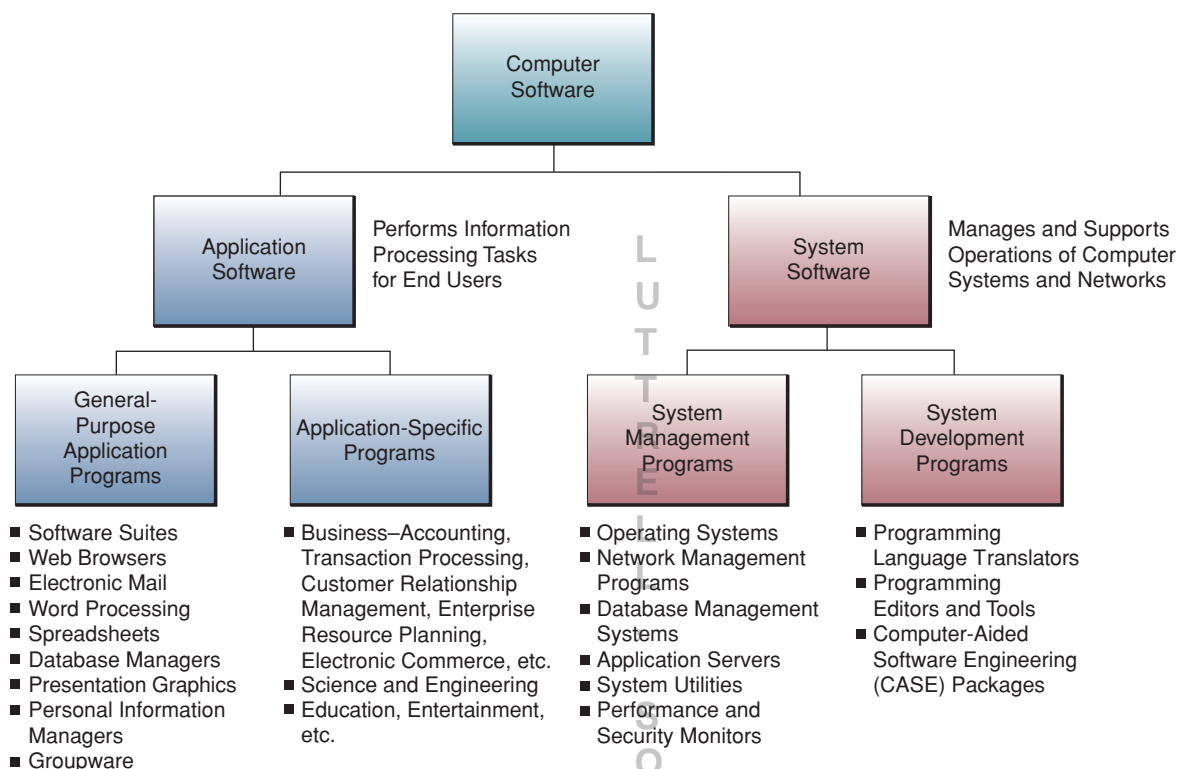 Computer
Software
Application
Software
Performs Information
Processing Tasks
for End Users
System
Software
Manages and Supports
Operations of Computer
Systems and Networks
General-
Purpose
Application
Programs
Application-Specific
Programs
System
Management
Programs
System
Development
Programs
■ Software Suites
■ Web Browsers
■ Electronic Mail
■ Word Processing
■ Spreadsheets
■ Database Managers
■ Presentation Graphics
■ Personal Information
Managers
■ Groupware
■ Business–Accounting,
Transaction Processing,
Customer Relationship
Management, Enterprise
Resource Planning,
Electronic Commerce, etc.
■ Science and Engineering
■ Education, Entertainment,
etc.
■ Operating Systems
■ Network Management
Programs
■ Database Management
Systems
■ Application Servers
■ System Utilities
■ Performance and
Security Monitors
■ Programming
Language Translators
■ Programming
Editors and Tools
■ Computer-Aided
Software Engineering
(CASE) Packages
LUTTRELL